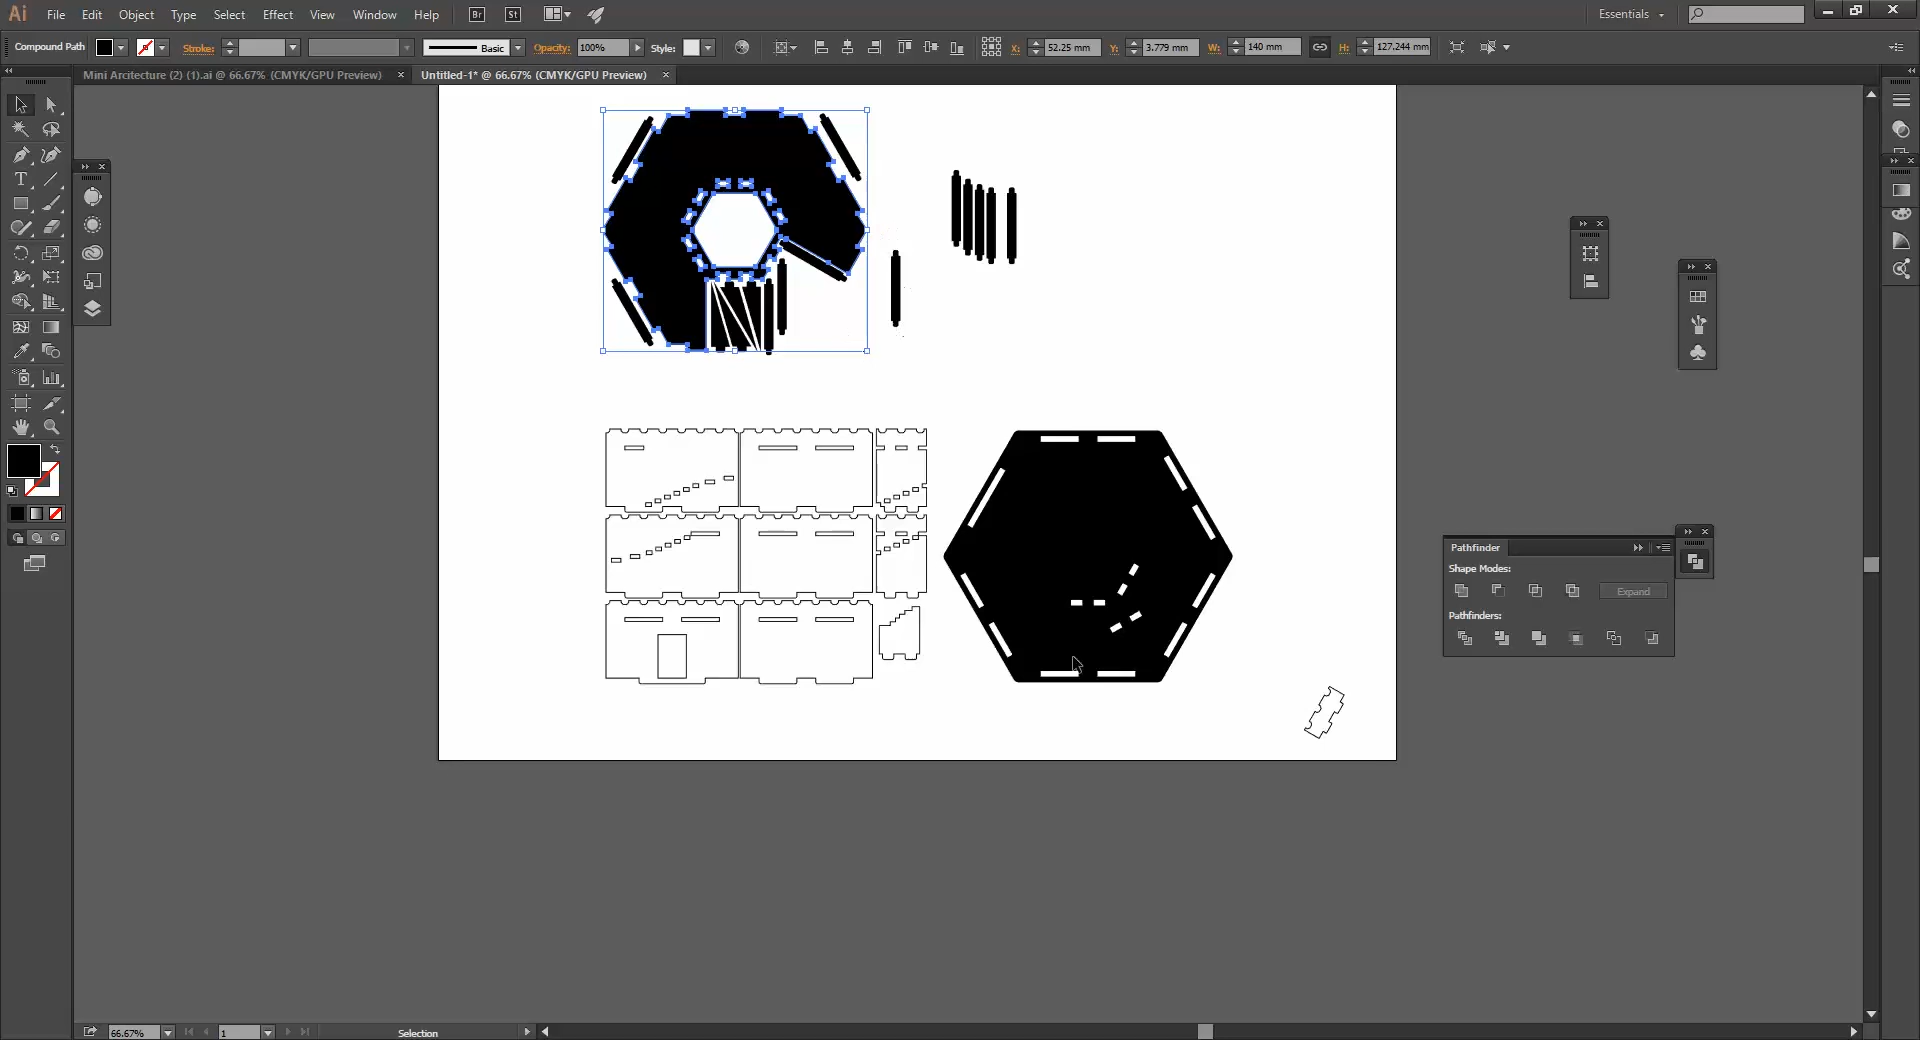 Ai File Edit Object Type Select Effect View Window Help Br St Essentials
Compound Path Stroke: Basic Opacity: 100% Style: X: 52.25 mm Y: 3.779 mm W: 140 mm H: 127.244 mm
Mini Arcitecture (2) (1).ai @ 66.67% (CMYK/GPU Preview) × Untitled-1* @ 66.67% (CMYK/GPU Preview) ×
T
Pathfinder
Shape Modes:
Expand
Pathfinders:
66.67% 1 Selection